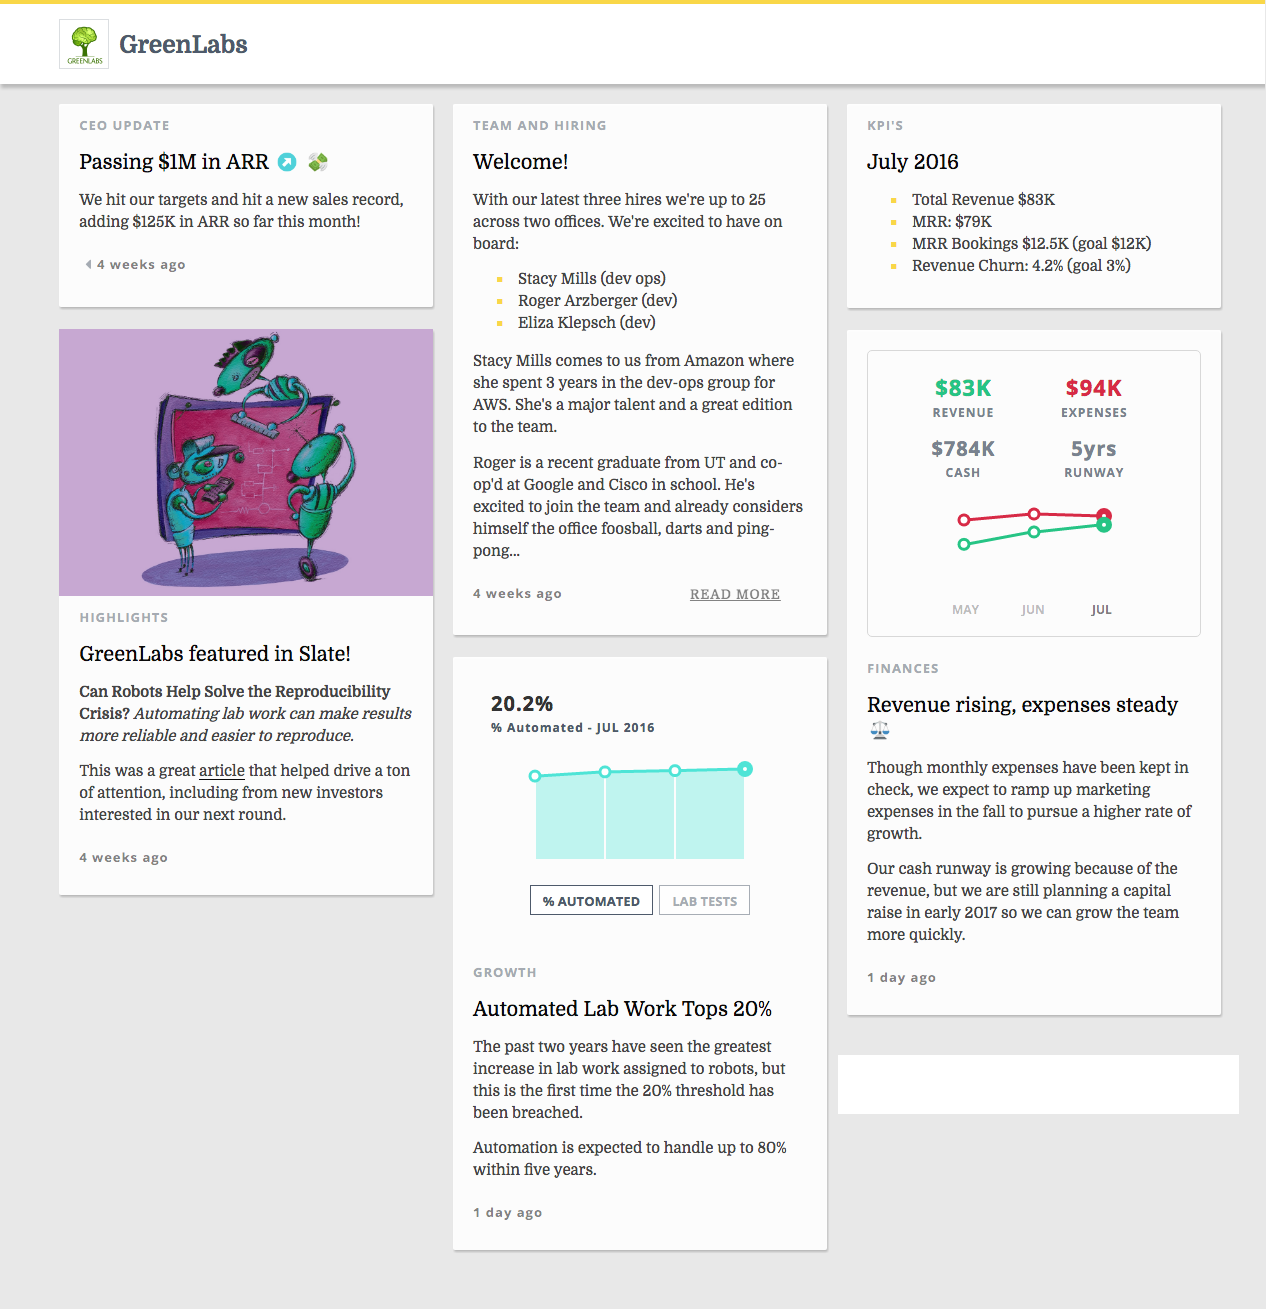 GREENLABS
GreenLabs
CEO UPDATE
Passing $1M in ARR
We hit our targets and hit a new sales record,
adding $125K in ARR so far this month!
4 weeks ago
HIGHLIGHTS
GreenLabs featured in Slate!
Can Robots Help Solve the Reproducibility
Crisis? Automating lab work can make results
more reliable and easier to reproduce.
This was a great article that helped drive a ton
of attention, including from new investors
interested in our next round.
4 weeks ago
TEAM AND HIRING
Welcome!
With our latest three hires we're up to 25
across two offices. We're excited to have on
board:
Stacy Mills (dev ops)
Roger Arzberger (dev)
Eliza Klepsch (dev)
Stacy Mills comes to us from Amazon where
she spent 3 years in the dev-ops group for
AWS. She's a major talent and a great edition
to the team.
Roger is a recent graduate from UT and co-
op'd at Google and Cisco in school. He's
excited to join the team and already considers
himself the office foosball, darts and ping-
pong...
4 weeks ago READ MORE
20.2%
% Automated - JUL 2016
% AUTOMATED LAB TESTS
GROWTH
Automated Lab Work Tops 20%
The past two years have seen the greatest
increase in lab work assigned to robots, but
this is the first time the 20% threshold has
been breached.
Automation is expected to handle up to 80%
within five years.
1 day ago
KPI'S
July 2016
Total Revenue $83K
MRR: $79K
MRR Bookings $12.5K (goal $12K)
Revenue Churn: 4.2% (goal 3%)
$83K $94K
REVENUE EXPENSES
$784K 5yrs
CASH RUNWAY
MAY JUN JUL
FINANCES
Revenue rising, expenses steady
Though monthly expenses have been kept in
check, we expect to ramp up marketing
expenses in the fall to pursue a higher rate of
growth.
Our cash runway is growing because of the
revenue, but we are still planning a capital
raise in early 2017 so we can grow the team
more quickly.
1 day ago